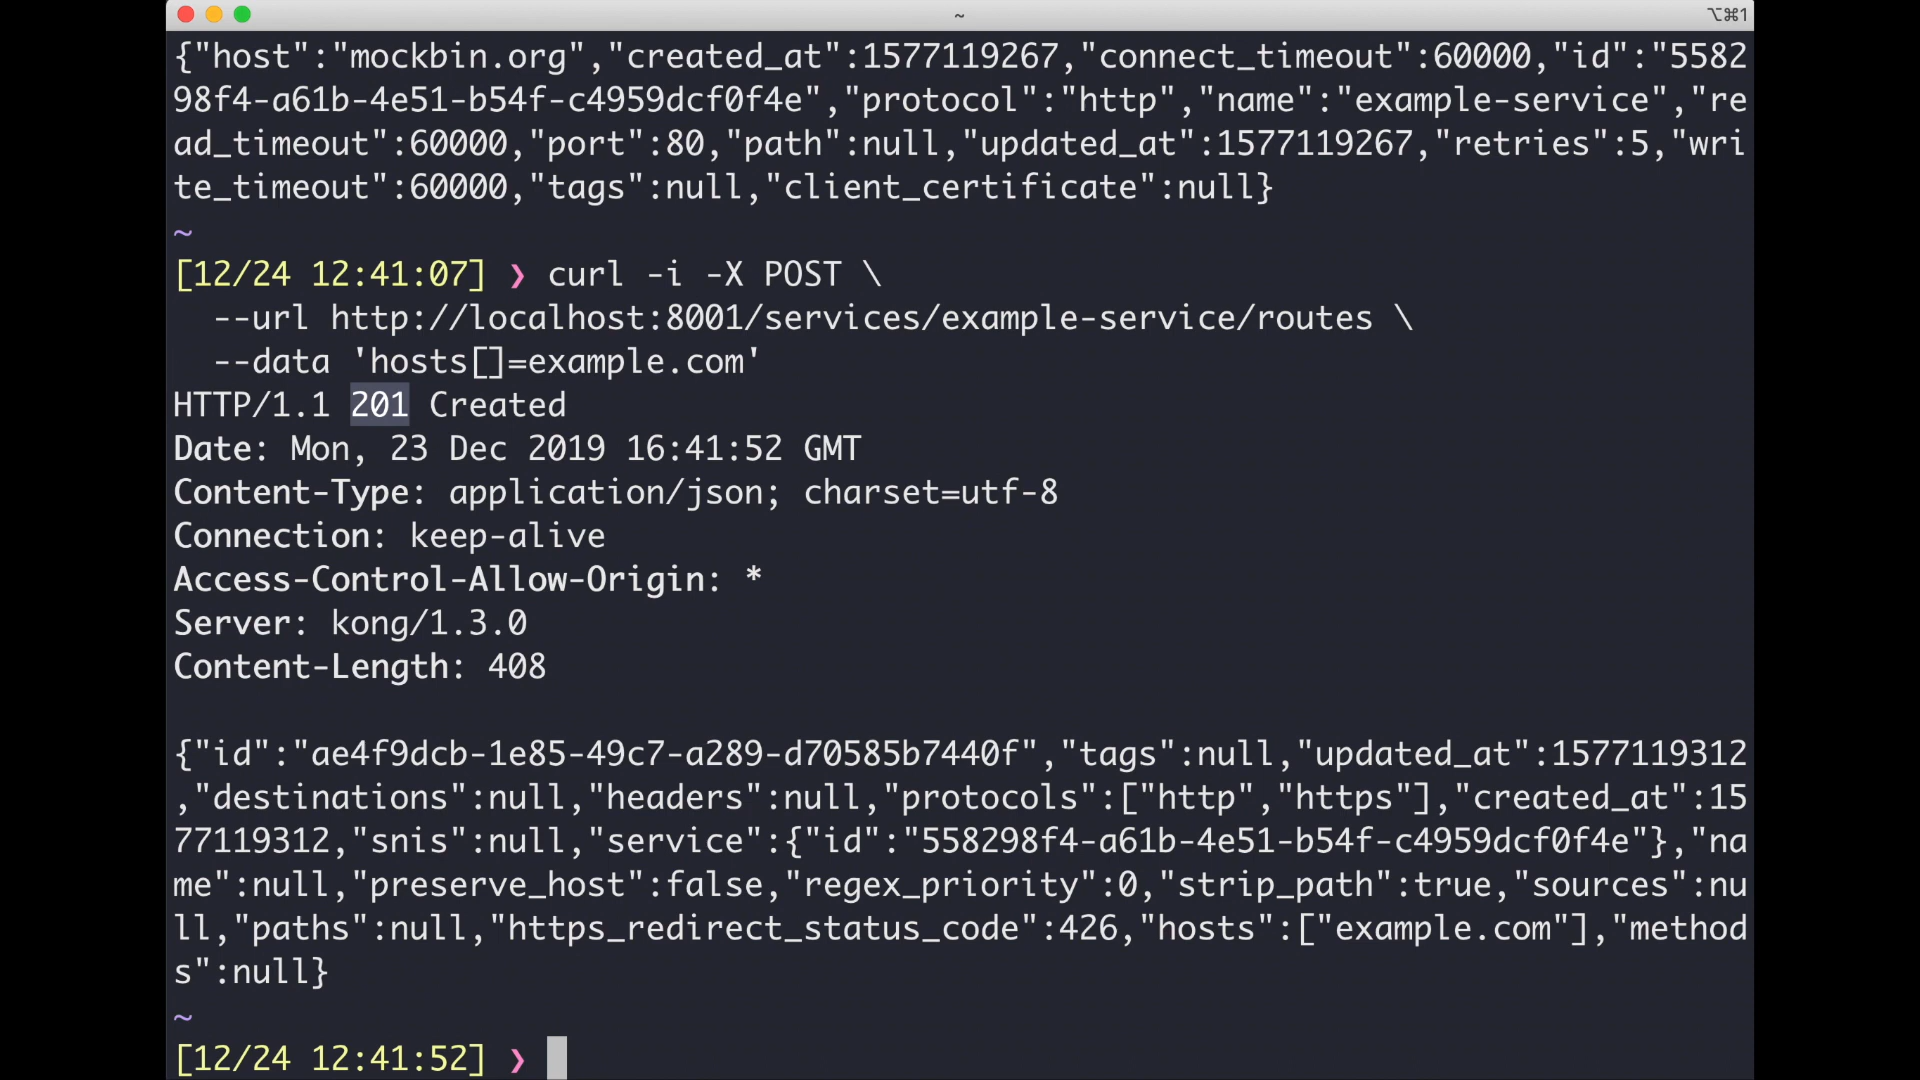 ~
⌥⌘1
{"host":"mockbin.org","created_at":1577119267,"connect_timeout":60000,"id":"5582
98f4-a61b-4e51-b54f-c4959dcf0f4e","protocol":"http","name":"example-service","re
ad_timeout":60000,"port":80,"path":null,"updated_at":1577119267,"retries":5,"wri
te_timeout":60000,"tags":null,"client_certificate":null}
~
[12/24 12:41:07] ❯ curl -i -X POST \
  --url http://localhost:8001/services/example-service/routes \
  --data 'hosts[]=example.com'
HTTP/1.1 201 Created
Date: Mon, 23 Dec 2019 16:41:52 GMT
Content-Type: application/json; charset=utf-8
Connection: keep-alive
Access-Control-Allow-Origin: *
Server: kong/1.3.0
Content-Length: 408
{"id":"ae4f9dcb-1e85-49c7-a289-d70585b7440f","tags":null,"updated_at":1577119312
,"destinations":null,"headers":null,"protocols":["http","https"],"created_at":15
77119312,"snis":null,"service":{"id":"558298f4-a61b-4e51-b54f-c4959dcf0f4e"},"na
me":null,"preserve_host":false,"regex_priority":0,"strip_path":true,"sources":nu
ll,"paths":null,"https_redirect_status_code":426,"hosts":["example.com"],"method
s":null}
~
[12/24 12:41:52] ❯